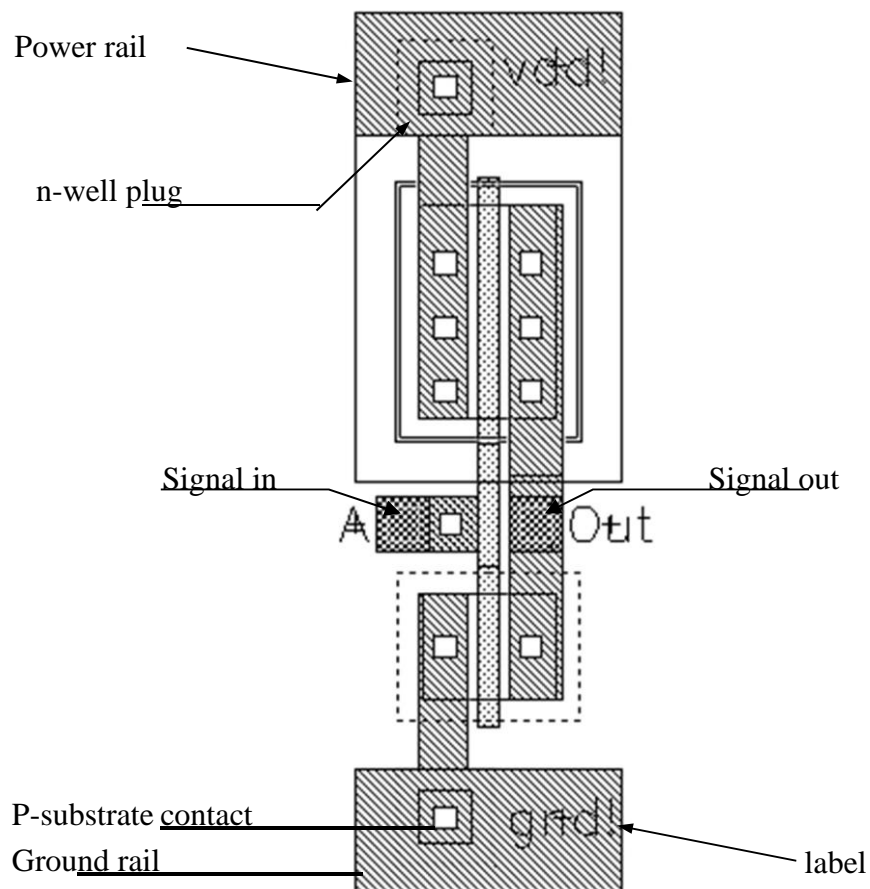 Power rail
vdd!
n-well plug
Signal in
Signal out
A
Out
P-substrate contact
gnd!
Ground rail
label